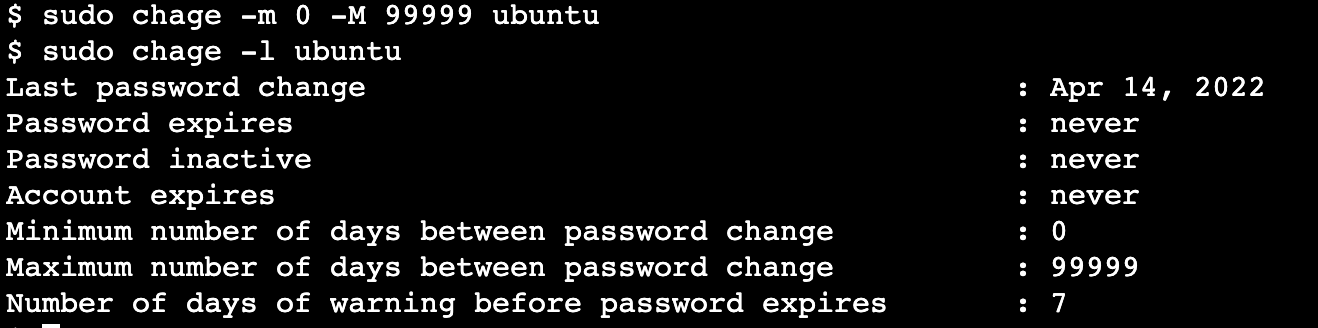 $ sudo chage -m 0 -M 99999 ubuntu
$ sudo chage -l ubuntu
Last password change : Apr 14, 2022
Password expires : never
Password inactive : never
Account expires : never
Minimum number of days between password change : 0
Maximum number of days between password change : 99999
Number of days of warning before password expires : 7